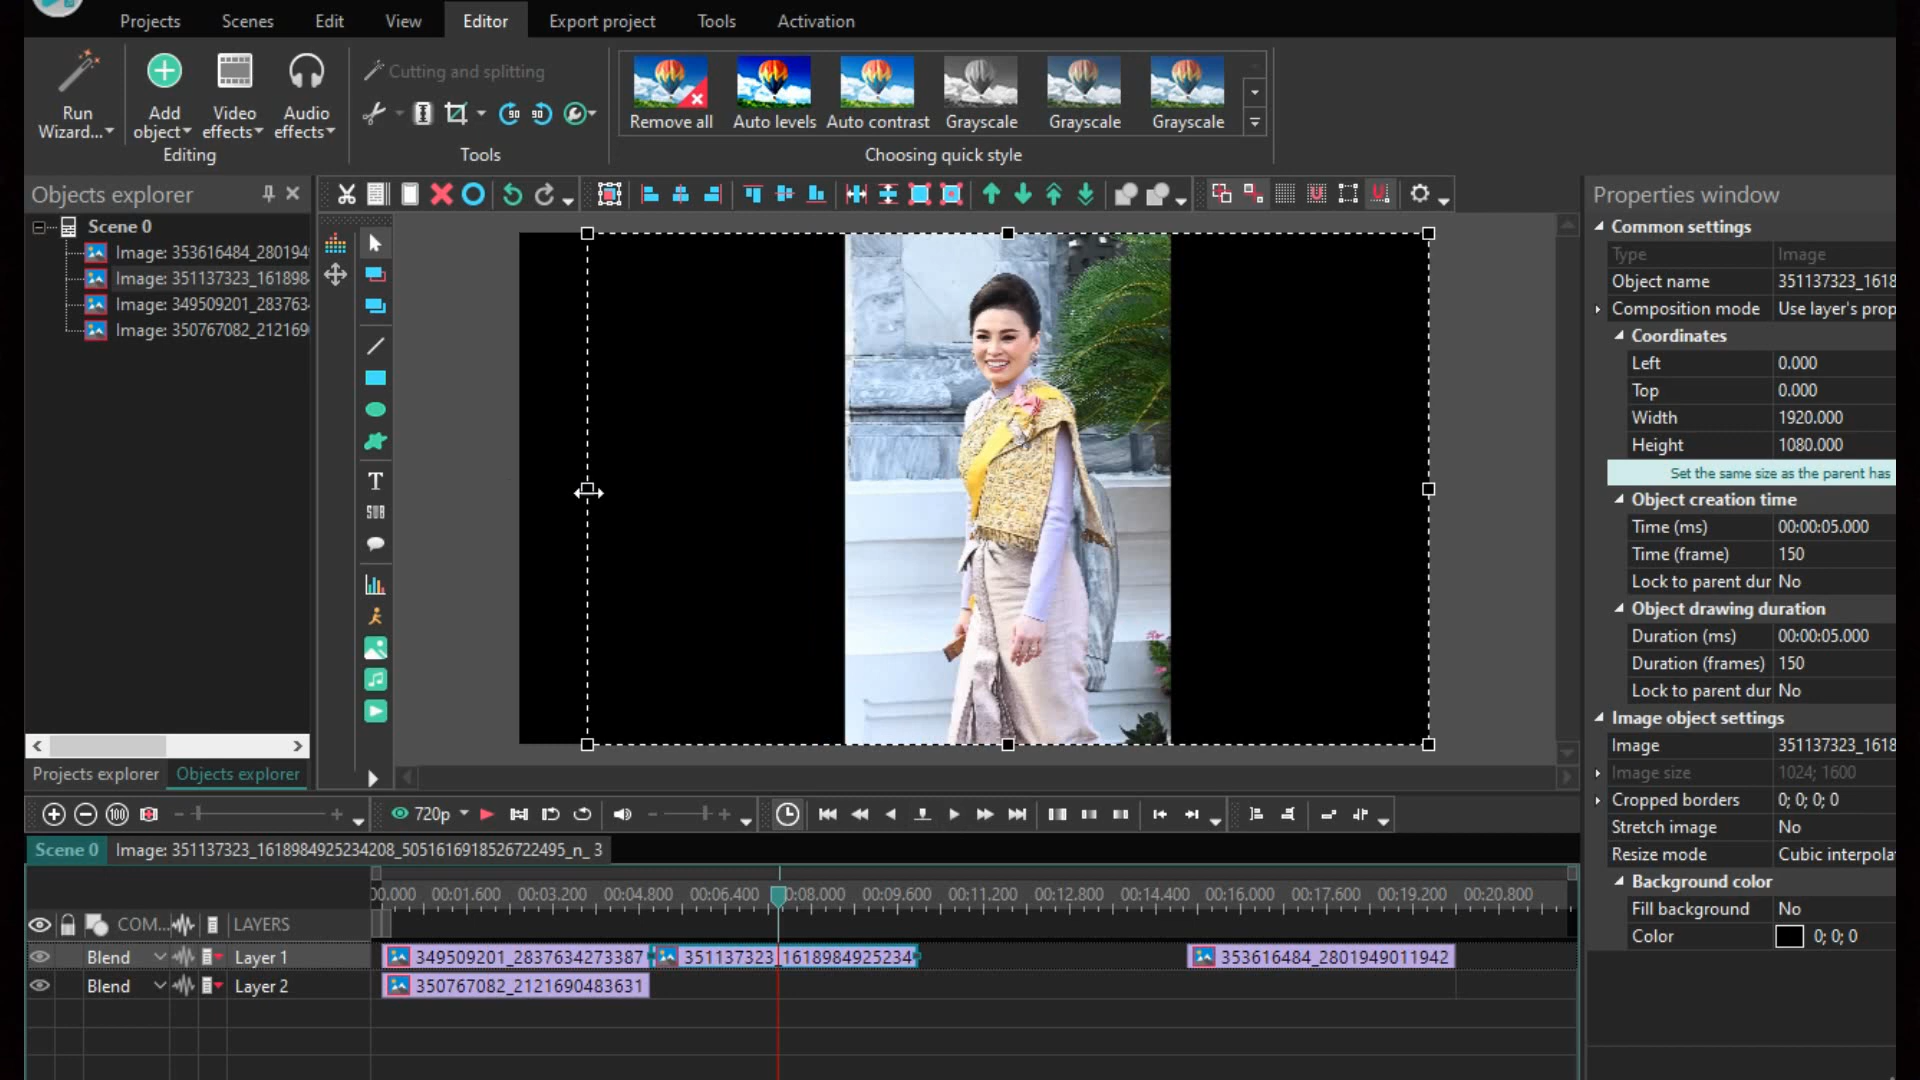 Projects Scenes Edit View Editor Export project Tools Activation
Run Wizard...
Add object
Video effects
Audio effects
Editing
Cutting and splitting
90 90
Tools
Remove all Auto levels Auto contrast Grayscale Grayscale Grayscale
Choosing quick style
Objects explorer
Scene 0
Image: 353616484_2801949
Image: 351137323_161898
Image: 349509201_283763
Image: 350767082_212169
Projects explorer Objects explorer
T
SUB
Properties window
Common settings
Type Image
Object name 351137323_1618
Composition mode Use layer's prop
Coordinates
Left 0.000
Top 0.000
Width 1920.000
Height 1080.000
Set the same size as the parent has
Object creation time
Time (ms) 00:00:05.000
Time (frame) 150
Lock to parent dur No
Object drawing duration
Duration (ms) 00:00:05.000
Duration (frames) 150
Lock to parent dur No
Image object settings
Image 351137323_1618
Image size 1024; 1600
Cropped borders 0; 0; 0; 0
Stretch image No
Resize mode Cubic interpola
Background color
Fill background No
Color 0; 0; 0
100 720p
Scene 0 Image: 351137323_1618984925234208_5051616918526722495_n_ 3
00.000 00:01.600 00:03.200 00:04.800 00:06.400 0:08.000 00:09.600 00:11.200 00:12.800 00:14.400 00:16.000 00:17.600 00:19.200 00:20.800
COM... LAYERS
Blend Layer 1 349509201_2837634273387 351137323_1618984925234 353616484_2801949011942
Blend Layer 2 350767082_2121690483631